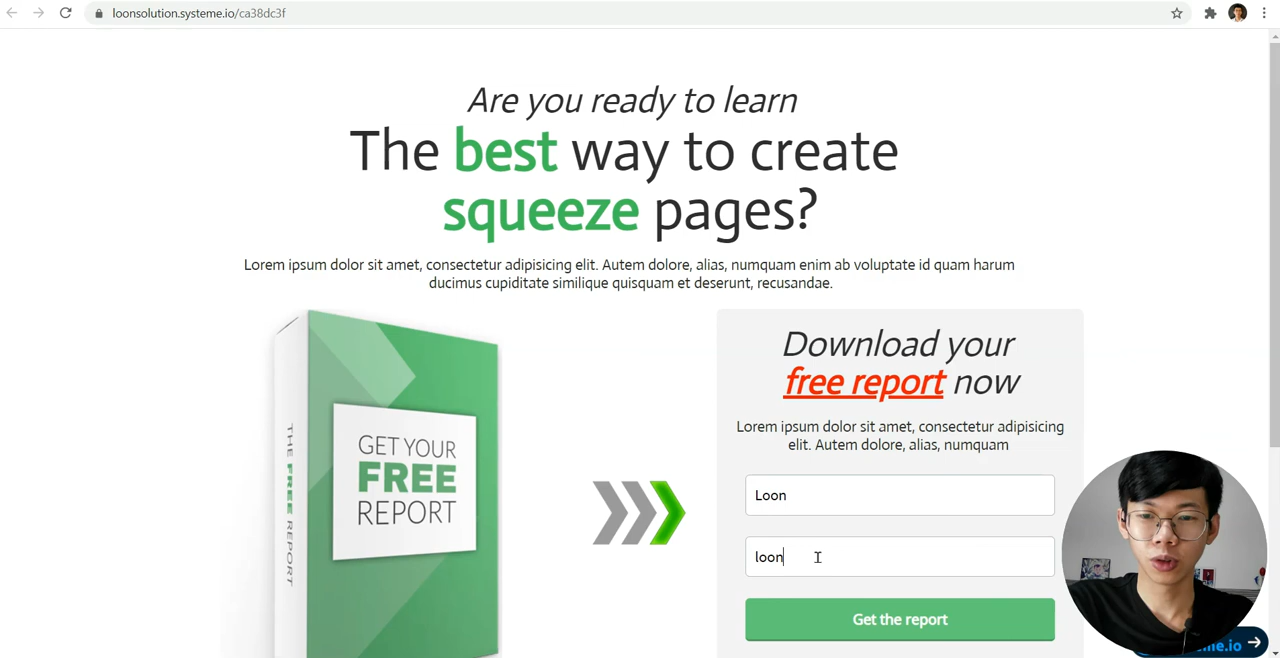 loonsolution.systeme.io/ca38dc3f
Are you ready to learn
The best way to create
squeeze pages?
Lorem ipsum dolor sit amet, consectetur adipisicing elit. Autem dolore, alias, numquam enim ab voluptate id quam harum
ducimus cupiditate similique quisquam et deserunt, recusandae.
THE FREE REPORT
GET YOUR
FREE
REPORT
Download your
free report now
Lorem ipsum dolor sit amet, consectetur adipisicing
elit. Autem dolore, alias, numquam
Loon
loon
Get the report
me.io